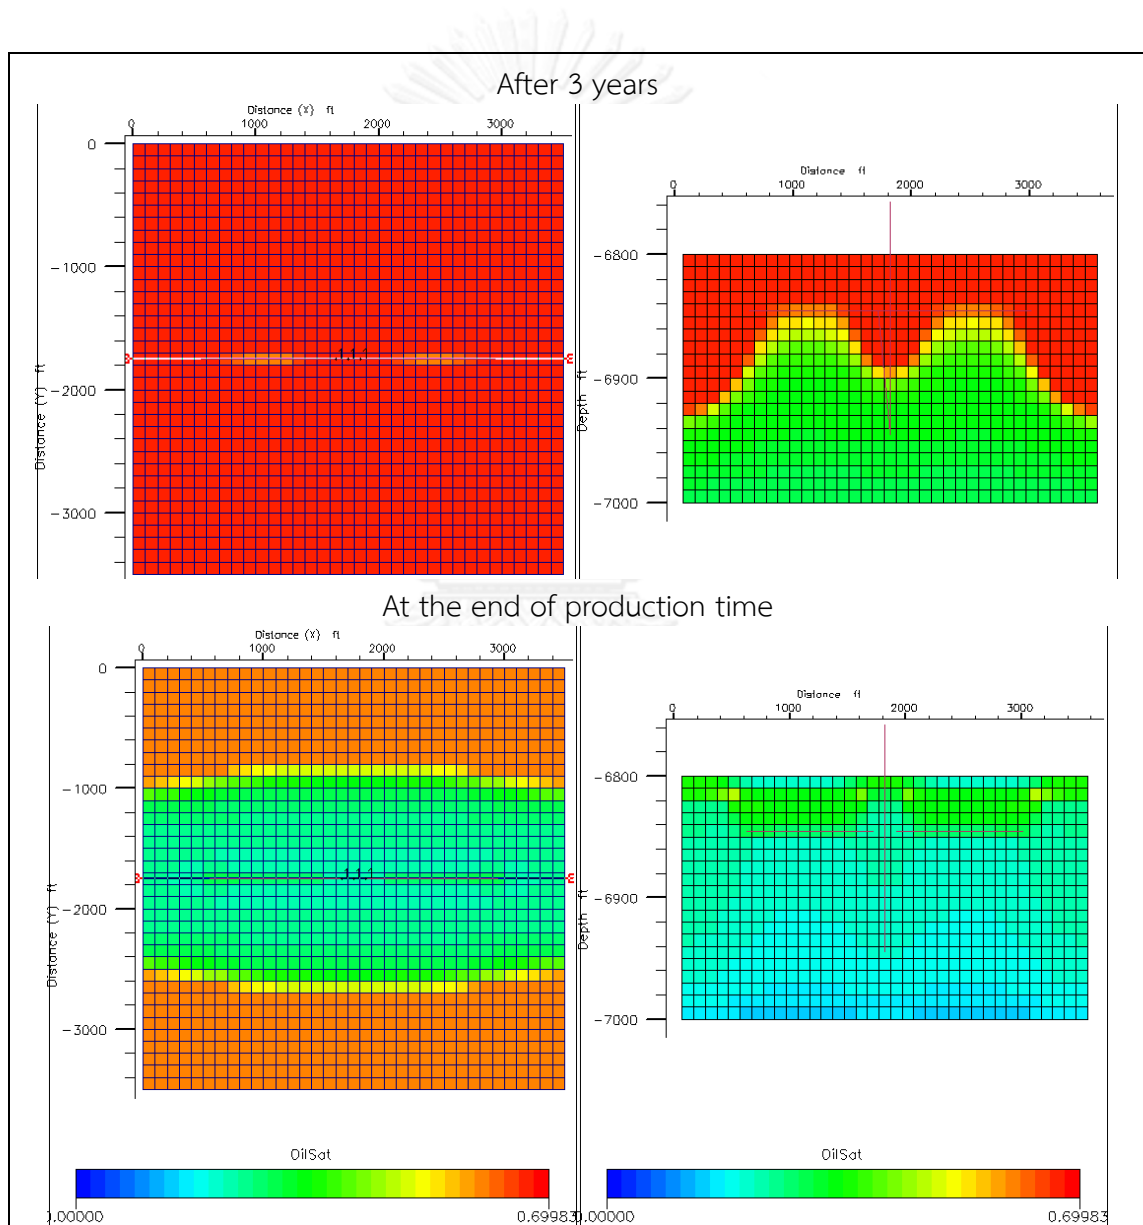 After 3 years
Distance (X) ft
0 1000 2000 3000
Distance ft
0 1000 2000 3000
0
-1000
-2000
-3000
Distance (Y) ft
-6800
-6900
-7000
Depth ft
At the end of production time
Distance (X) ft
0 1000 2000 3000
Distance ft
0 1000 2000 3000
0
-1000
-2000
-3000
Distance (Y) ft
-6800
-6900
-7000
Depth ft
OilSat
OilSat
.00000 0.69983
.00000 0.69983